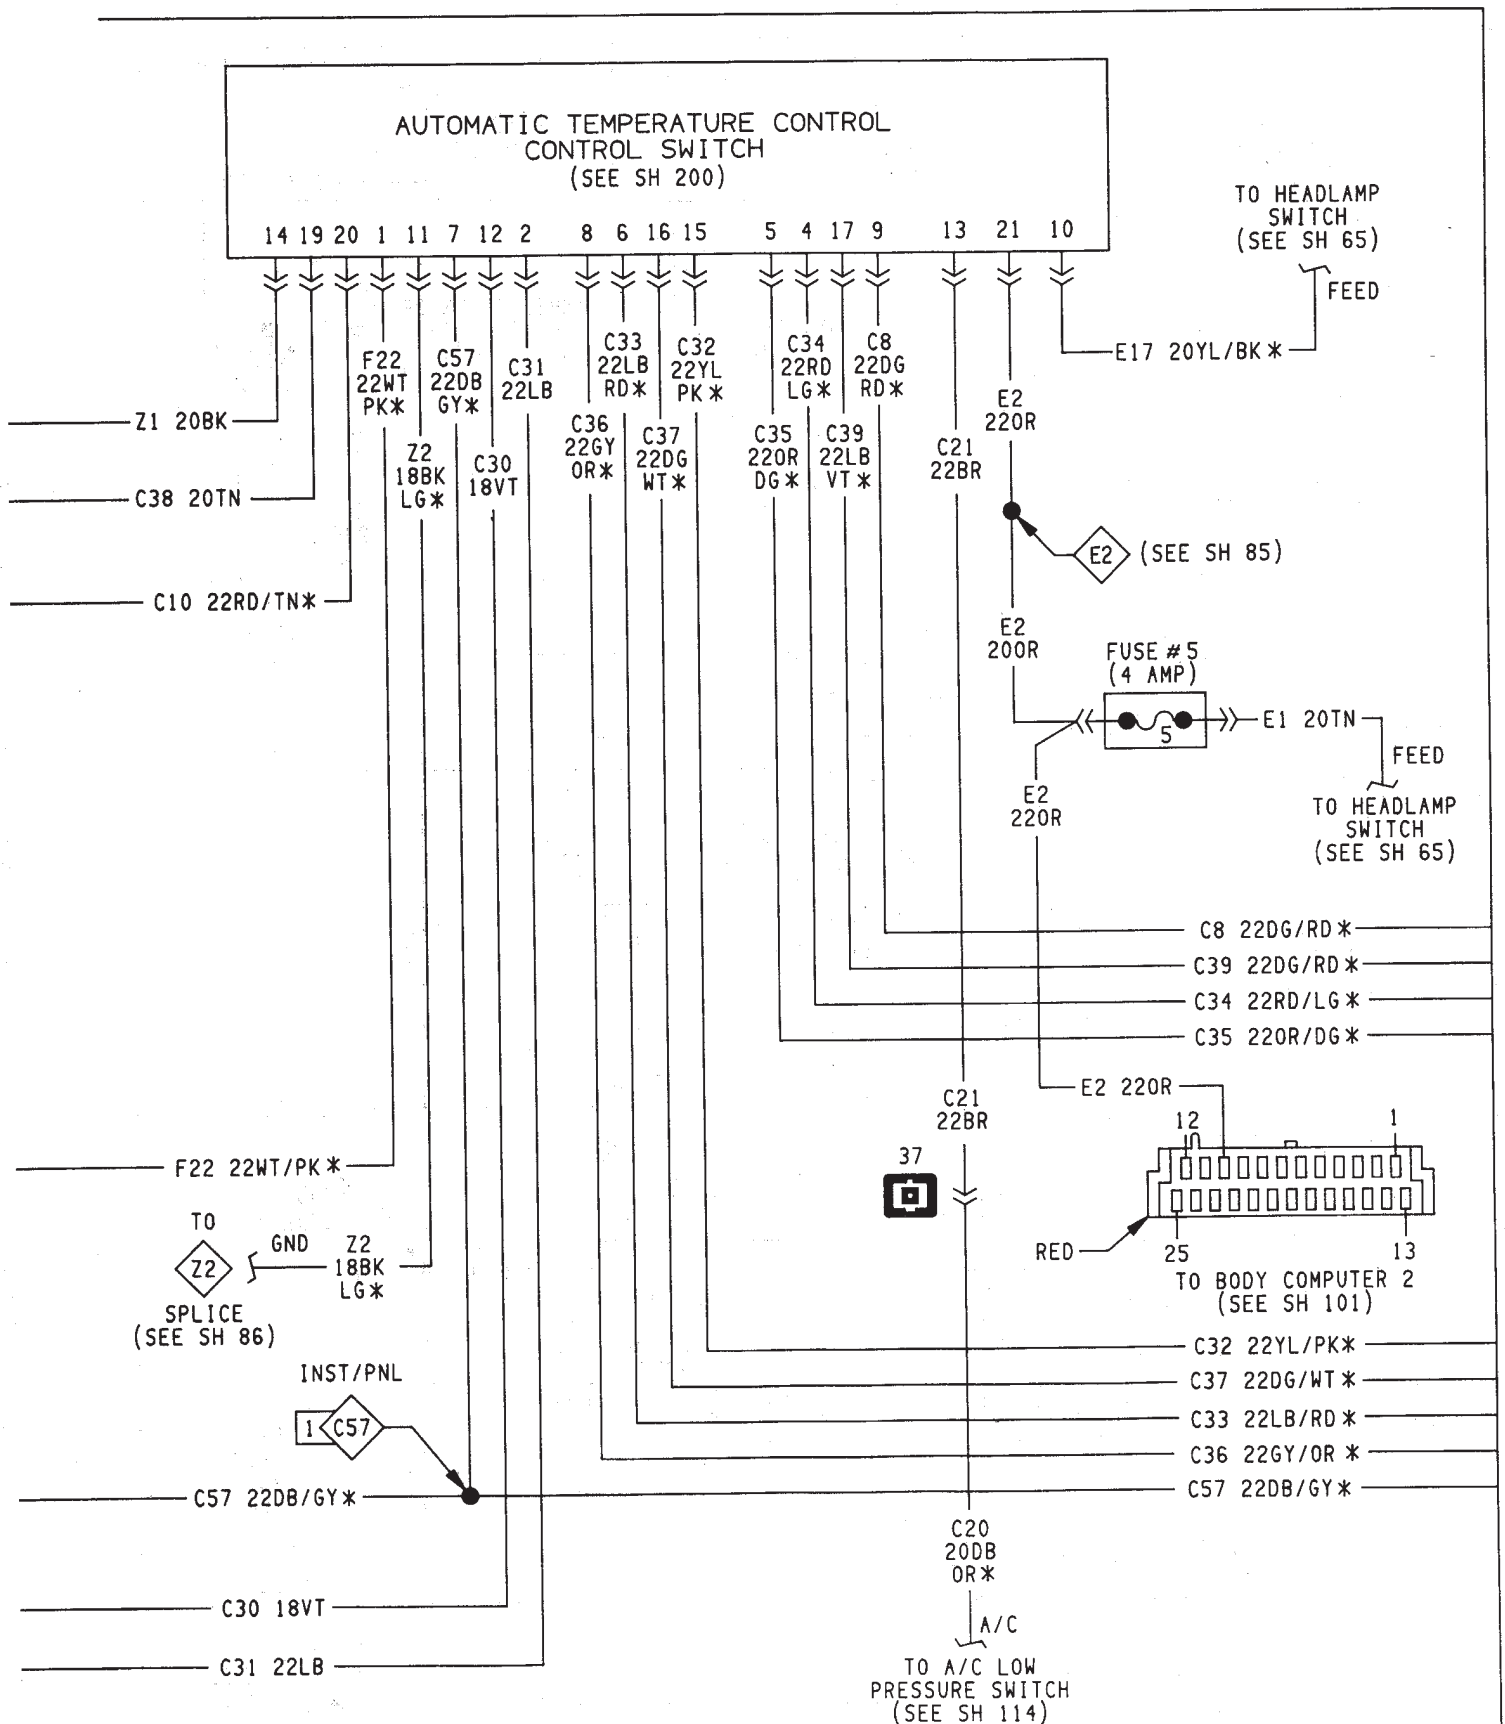 AUTOMATIC TEMPERATURE CONTROL
CONTROL SWITCH
(SEE SH 200)
14 19 20 1 11 7 12 2 8 6 16 15 5 4 17 9 13 21 10
TO HEADLAMP
SWITCH
(SEE SH 65)
FEED
E17 20YL/BK*
F22
22WT
PK*
C57
22DB
GY*
C31
22LB
C33
22LB
RD*
C32
22YL
PK*
C34
22RD
LG*
C8
22DG
RD*
E2
22OR
Z1 20BK
Z2
18BK
LG*
C30
18VT
C36
22GY
OR*
C37
22DG
WT*
C35
22OR
DG*
C39
22LB
VT*
C21
22BR
C38 20TN
E2
(SEE SH 85)
C10 22RD/TN*
E2
20OR
FUSE #5
(4 AMP)
5
E1 20TN
FEED
TO HEADLAMP
SWITCH
(SEE SH 65)
E2
22OR
C8 22DG/RD*
C39 22DG/RD*
C34 22RD/LG*
C35 22OR/DG*
E2 22OR
C21
22BR
12
1
37
F22 22WT/PK*
RED
25
13
TO BODY COMPUTER 2
(SEE SH 101)
TO
Z2
SPLICE
(SEE SH 86)
GND
Z2
18BK
LG*
C32 22YL/PK*
INST/PNL
1
C57
C37 22DG/WT*
C33 22LB/RD*
C36 22GY/OR *
C57 22DB/GY*
C57 22DB/GY*
C20
20DB
OR*
A/C
C30 18VT
C31 22LB
TO A/C LOW
PRESSURE SWITCH
(SEE SH 114)